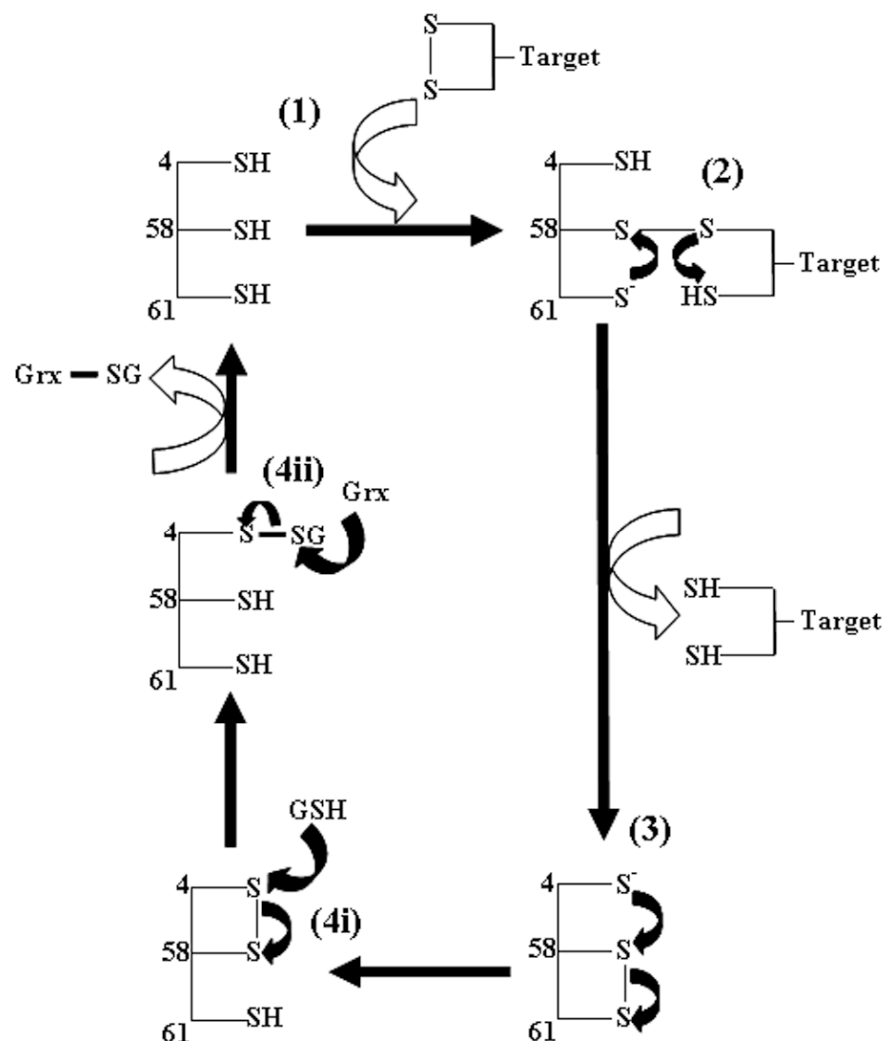 S
S
Target
(1)
4 SH
58 SH
61 SH
(2)
4 SH
58 S S
Target
61 S- HS
Grx SG
(4ii)
Grx
4 S SG
58 SH
61 SH
SH
Target
SH
GSH
(3)
4 S
58 S
(4i)
61 SH
4 S-
58 S
61 S